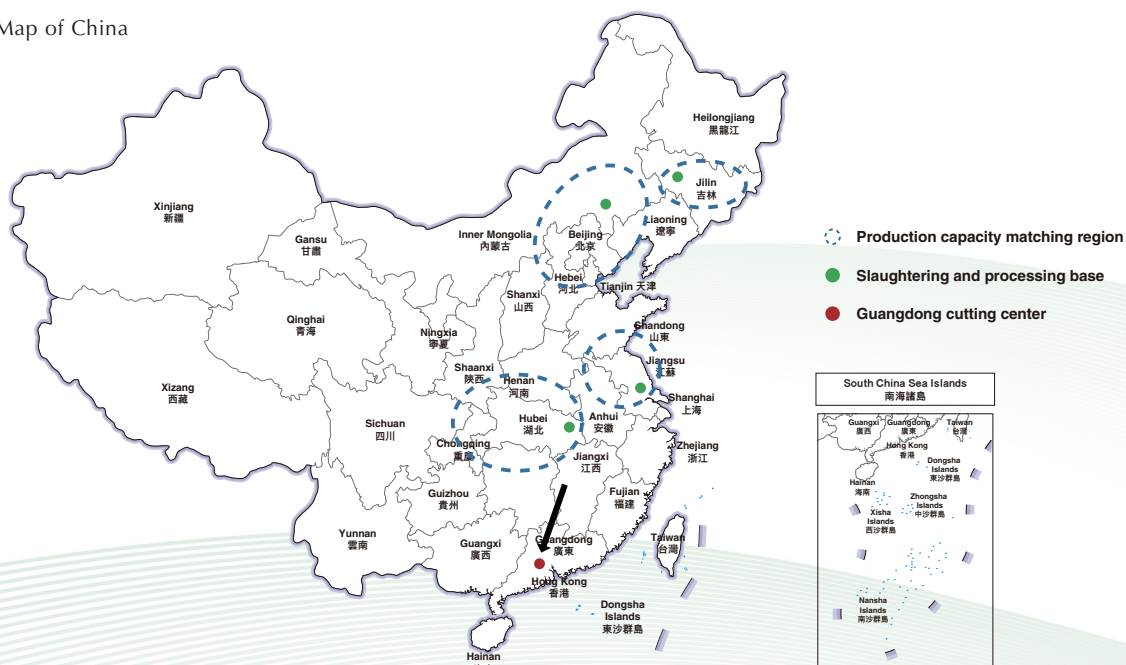 Map of China
Heilongjiang
黑龍江
Jilin
吉林
Xinjiang
新疆
Liaoning
遼寧
Inner Mongolia
內蒙古
Beijing
北京
Gansu
甘肅
Production capacity matching region
Hebei
河北
Slaughtering and processing base
Tianjin 天津
Shanxi
山西
Guangdong cutting center
Qinghai
青海
Ningxia
寧夏
Shandong
山東
Shaanxi
陝西
Jiangsu
江蘇
Xizang
西藏
Henan
河南
Shanghai
上海
Sichuan
四川
Hubei
湖北
Anhui
安徽
Chongqing
重慶
Zhejiang
浙江
Jiangxi
江西
Guizhou
貴州
Fujian
福建
Yunnan
雲南
Guangxi
廣西
Guangdong
廣東
Taiwan
台灣
Hong Kong
香港
Dongsha
Islands
東沙群島
Hainan
South China Sea Islands
南海諸島
Guangxi
廣西
Guangdong
廣東
Taiwan
台灣
Hong Kong
香港
Dongsha
Islands
東沙群島
Hainan
海南
Zhongsha
Islands
中沙群島
Xisha
Islands
西沙群島
Nansha
Islands
南沙群島